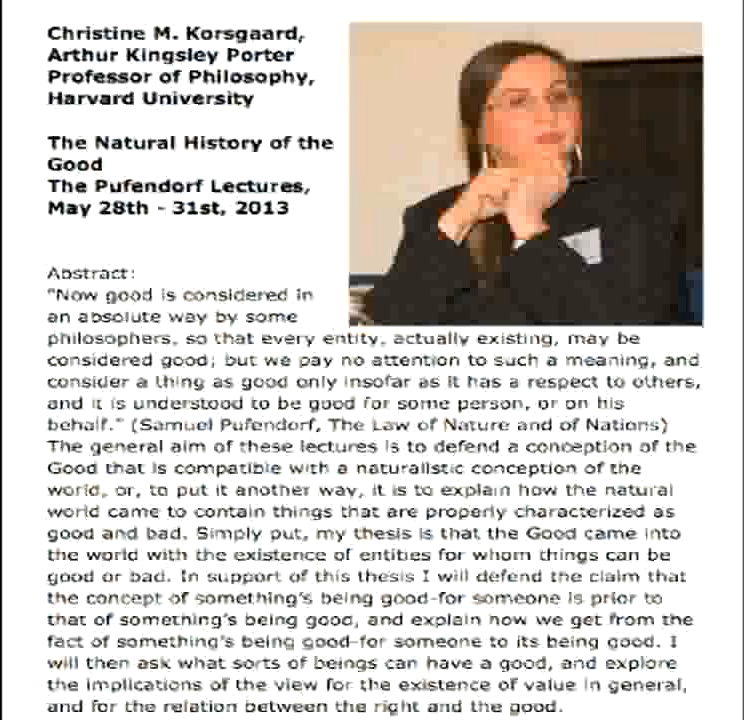 Christine M. Korsgaard,
Arthur Kingsley Porter
Professor of Philosophy,
Harvard University
The Natural History of the
Good
The Pufendorf Lectures,
May 28th - 31st, 2013
Abstract:
"Now good is considered in
an absolute way by some
philosophers, so that every entity, actually existing, may be
considered good; but we pay no attention to such a meaning, and
consider a thing as good only insofar as it has a respect to others,
and it is understood to be good for some person, or on his
behalf." (Samuel Pufendorf, The Law of Nature and of Nations)
The general aim of these lectures is to defend a conception of the
Good that is compatible with a naturalistic conception of the
world, or, to put it another way, it is to explain how the natural
world came to contain things that are properly characterized as
good and bad. Simply put, my thesis is that the Good came into
the world with the existence of entities for whom things can be
good or bad. In support of this thesis I will defend the claim that
the concept of something's being good-for someone is prior to
that of something's being good, and explain how we get from the
fact of something's being good-for someone to its being good. I
will then ask what sorts of beings can have a good, and explore
the implications of the view for the existence of value in general,
and for the relation between the right and the good.